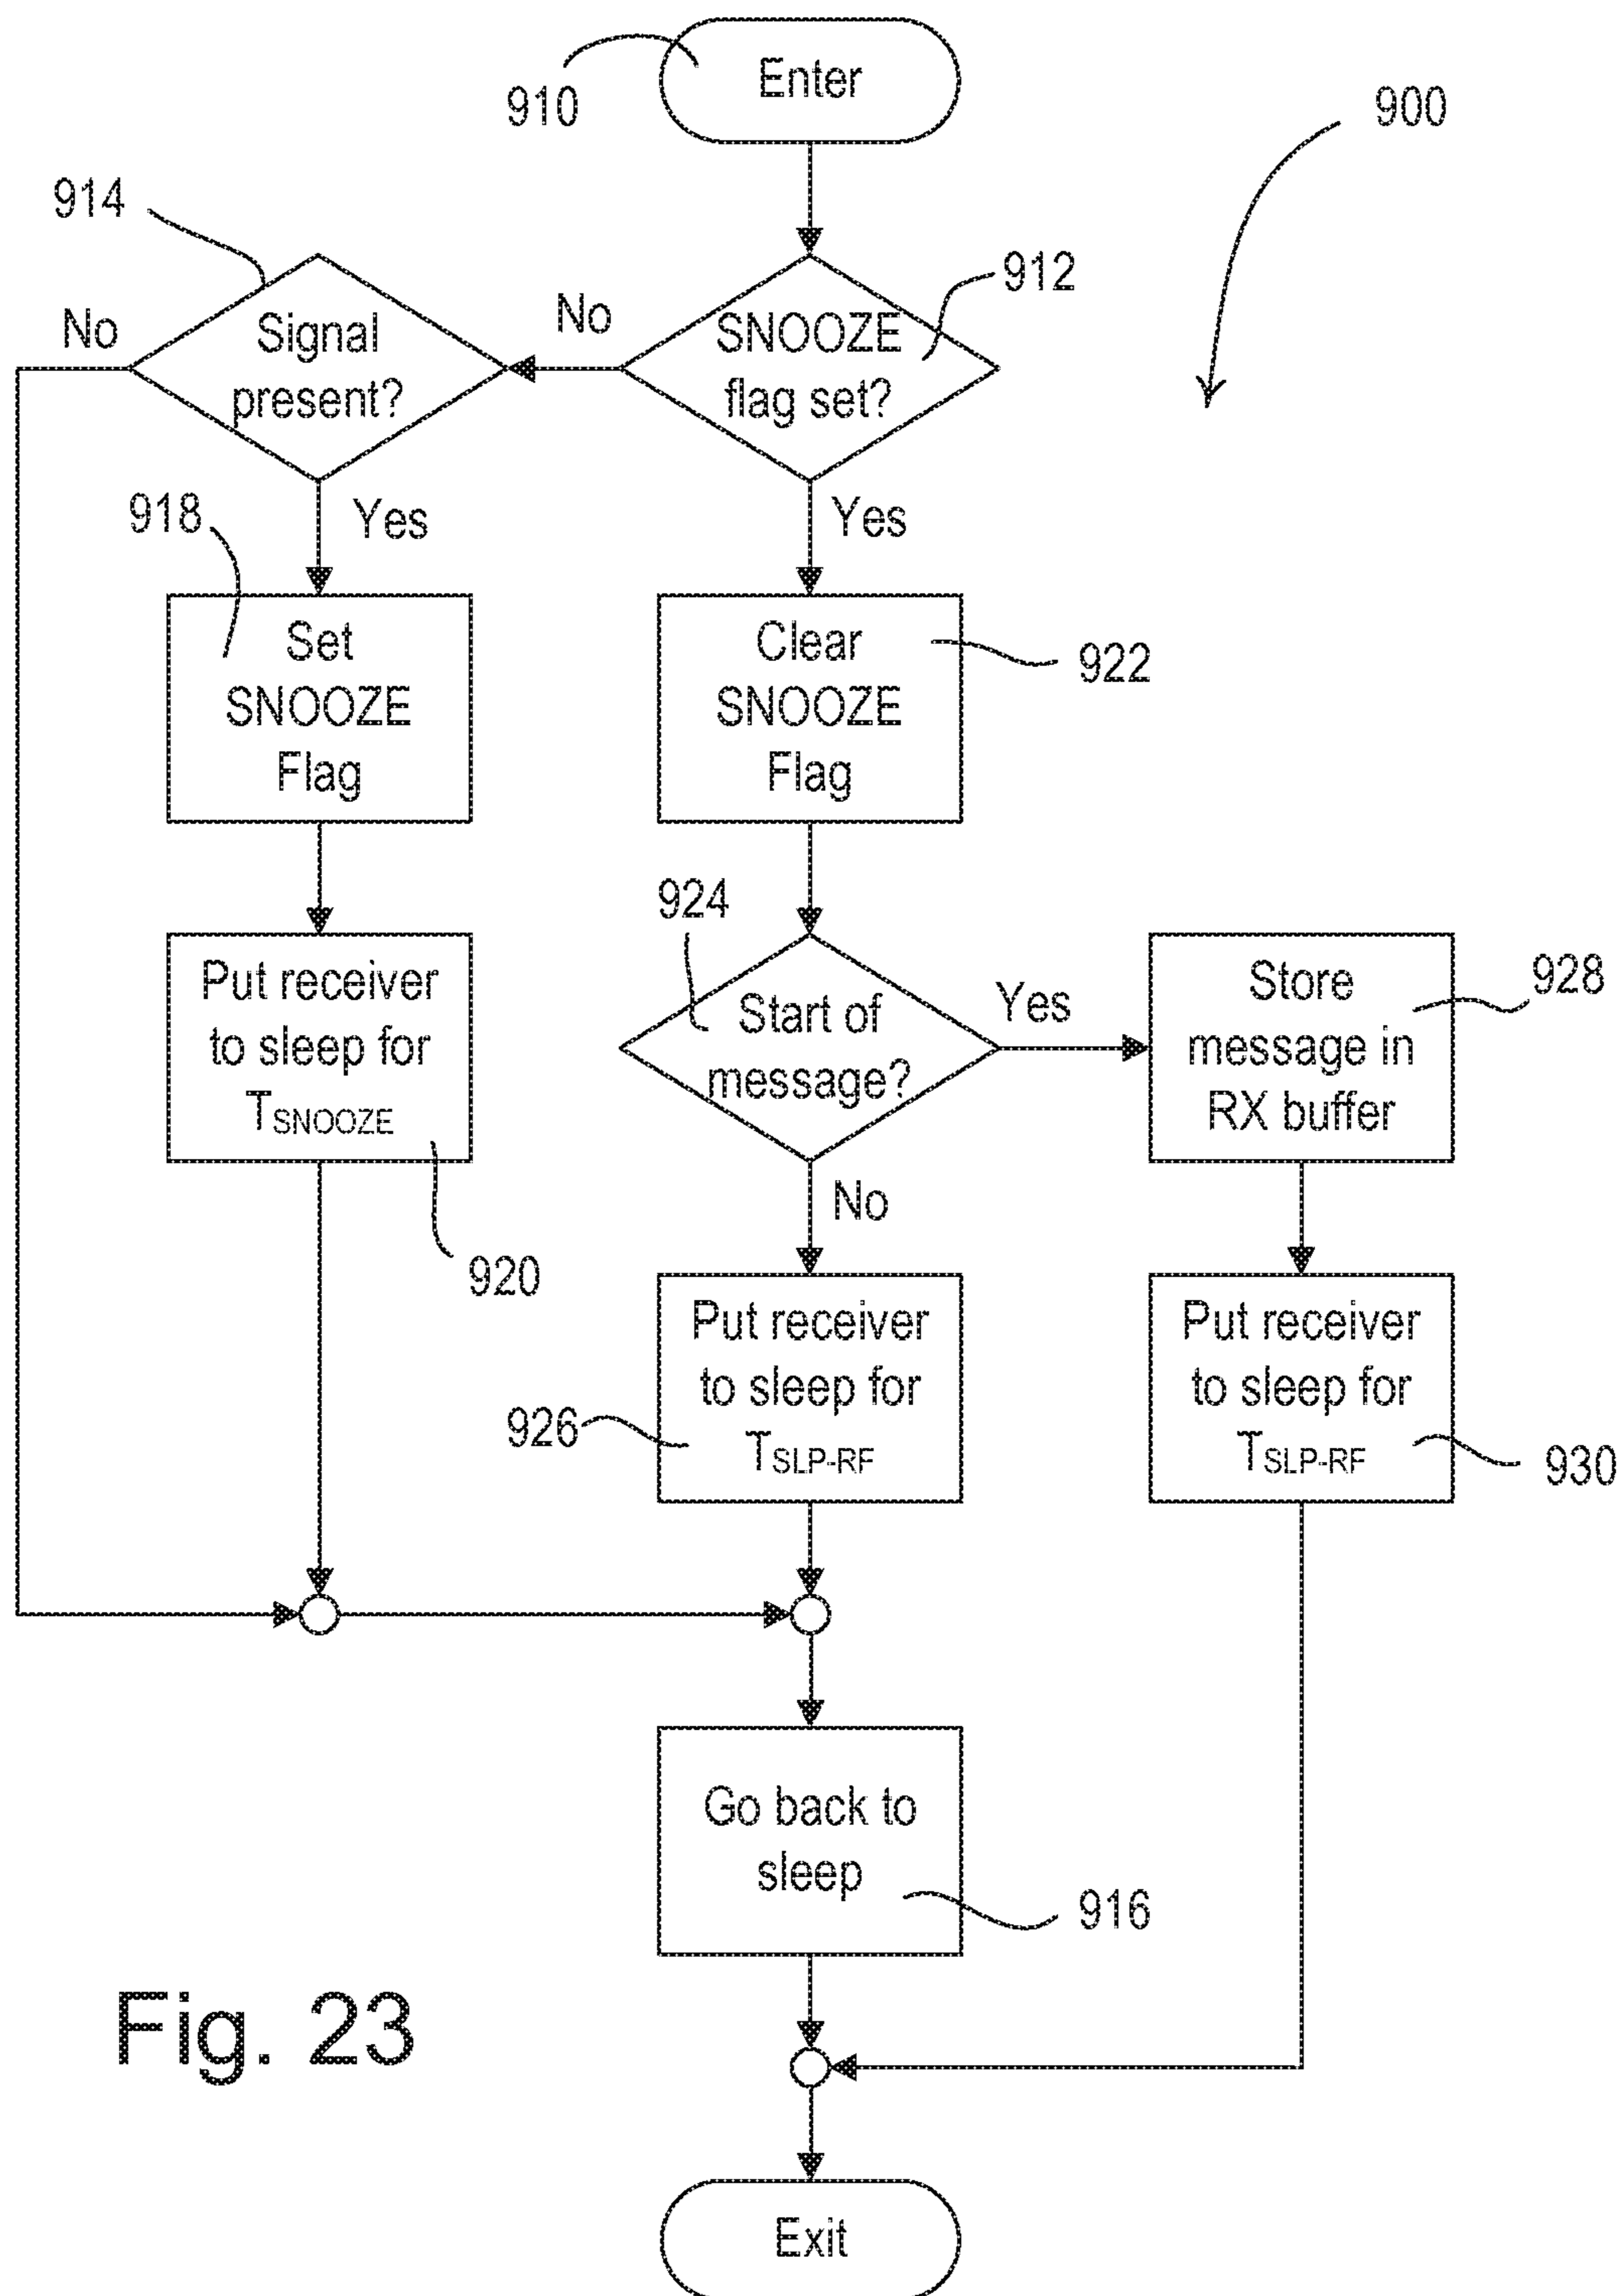 Enter
910
900
914
912
No
Signal
present?
No
SNOOZE
flag set?
918
Yes
Yes
Set
SNOOZE
Flag
Clear
SNOOZE
Flag
922
924
Put receiver
to sleep for
TSNOOZE
920
Start of
message?
Yes
Store
message in
RX buffer
928
No
Put receiver
to sleep for
TSLP-RF
926
Put receiver
to sleep for
TSLP-RF
930
Go back to
sleep
916
Fig. 23
Exit